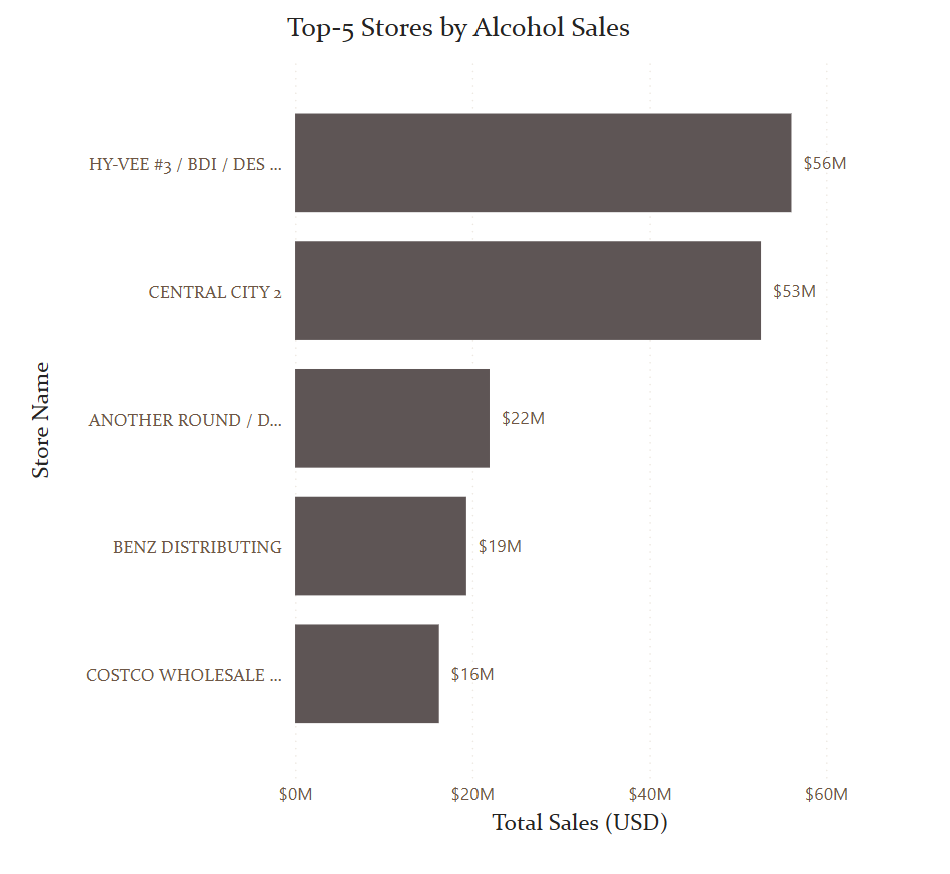 Top-5 Stores by Alcohol Sales
HY-VEE #3 / BDI / DES ...
$56M
CENTRAL CITY 2
$53M
ANOTHER ROUND / D...
$22M
BENZ DISTRIBUTING
$19M
COSTCO WHOLESALE ...
$16M
Store Name
$0M $20M $40M $60M
Total Sales (USD)